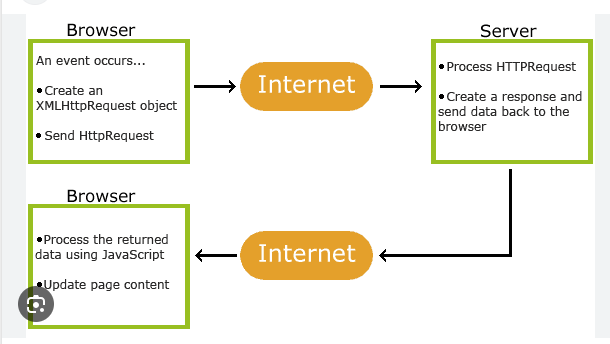 Browser
An event occurs...
•Create an
XMLHttpRequest object
• Send HttpRequest
Internet
Server
•Process HTTPRequest
•Create a response and
send data back to the
browser
Browser
•Process the returned
data using JavaScript
•Update page content
Internet